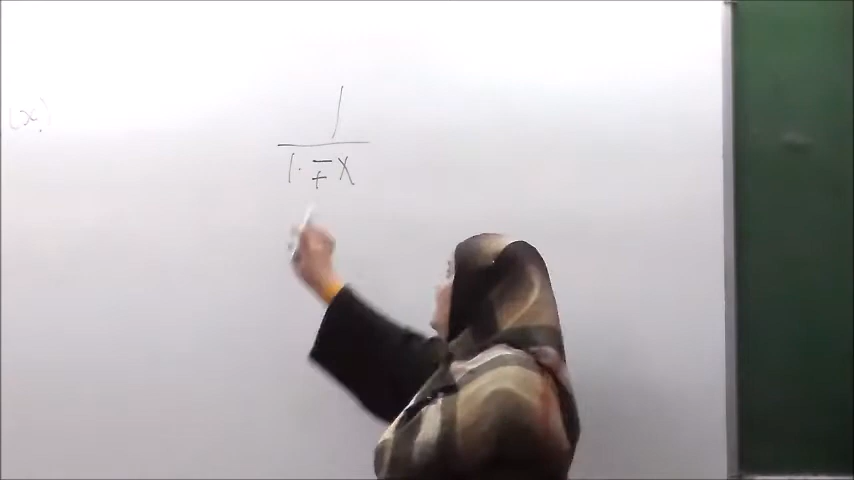 (x)
1
1 ∓ x